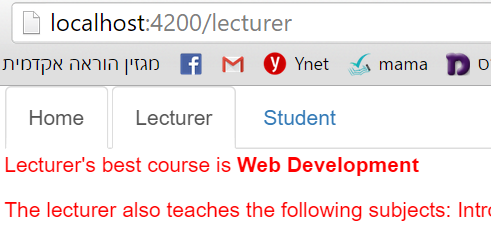 localhost:4200/lecturer
מגזין הוראה אקדמית f M y Ynet mama
Home Lecturer Student
Lecturer's best course is Web Development
The lecturer also teaches the following subjects: